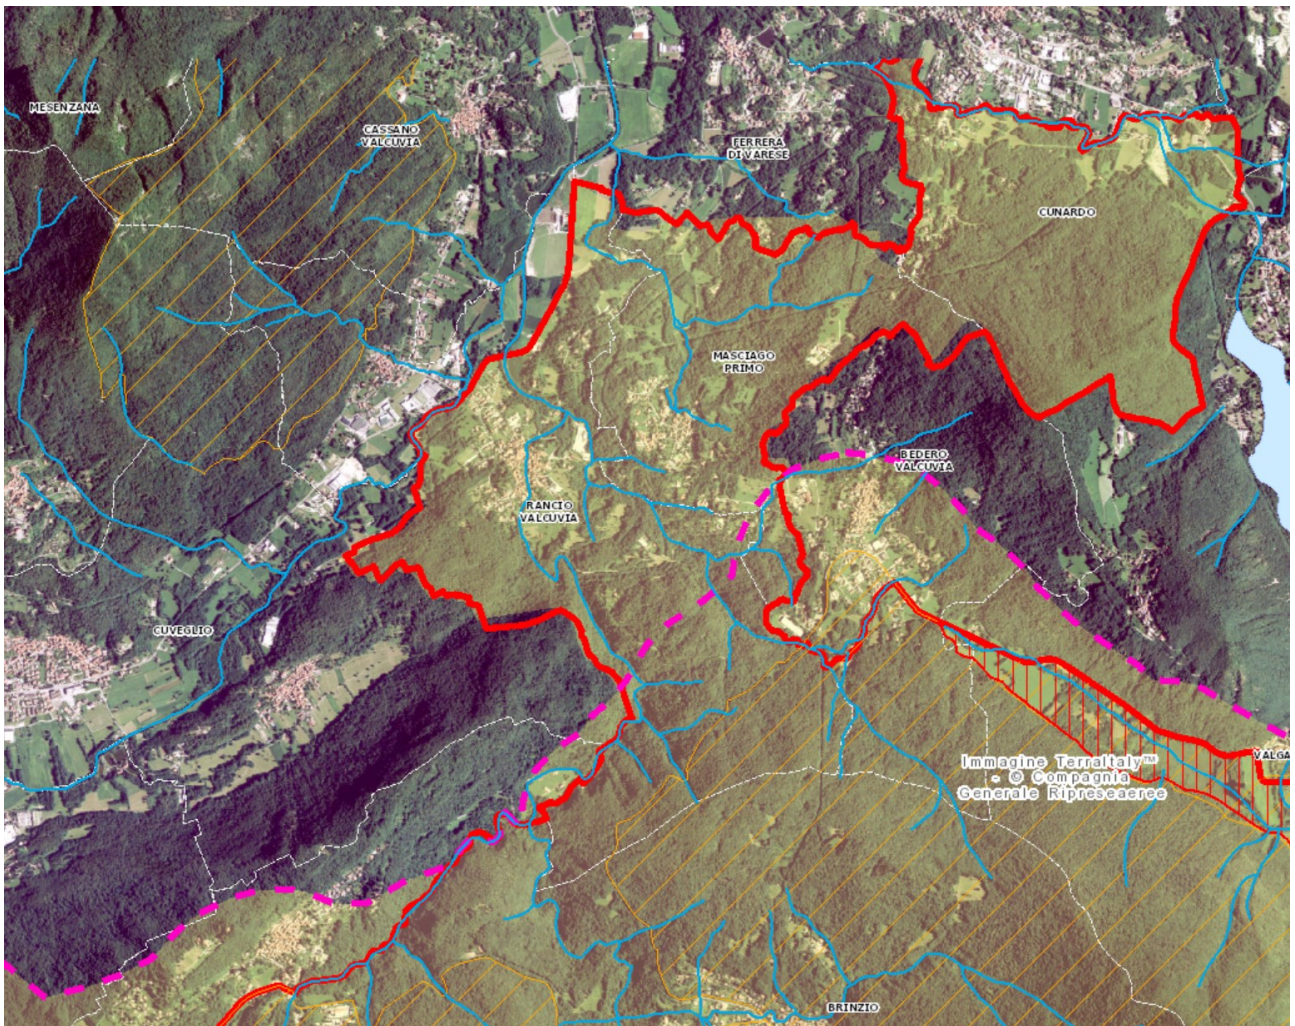 MESENZANA
CASSANO
VALCUVIA
FERRERA
DI VARESE
CUNARDO
MASCIAGO
PRIMO
BEDERO
VALCUVIA
RANCIO
VALCUVIA
CUVEGLIO
VALGA
Immagine TerraItaly™
- © Compagnia
Generale Ripreseaeree
BRINZIO